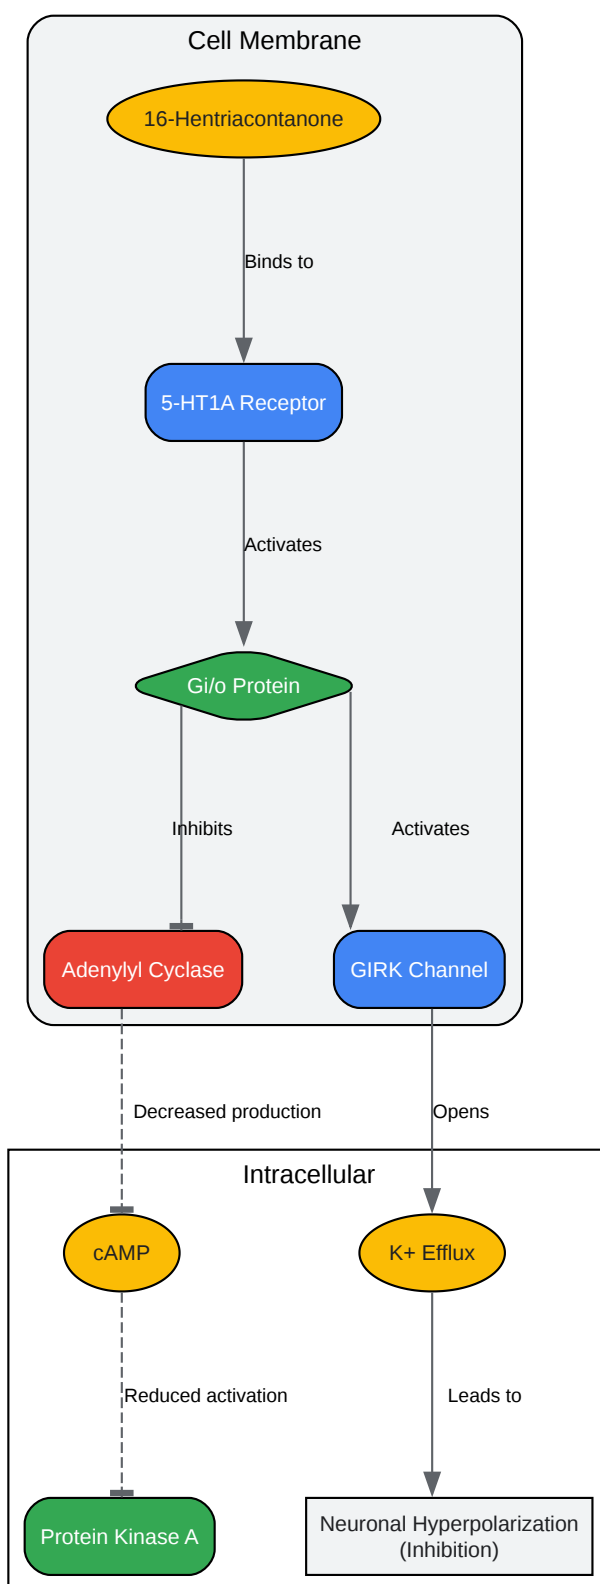 Cell Membrane
16-Hentriacontanone
Binds to
5-HT1A Receptor
Activates
Gi/o Protein
Inhibits
Activates
Adenylyl Cyclase
GIRK Channel
Decreased production
Opens
Intracellular
cAMP
K+ Efflux
Reduced activation
Leads to
Protein Kinase A
Neuronal Hyperpolarization
(Inhibition)